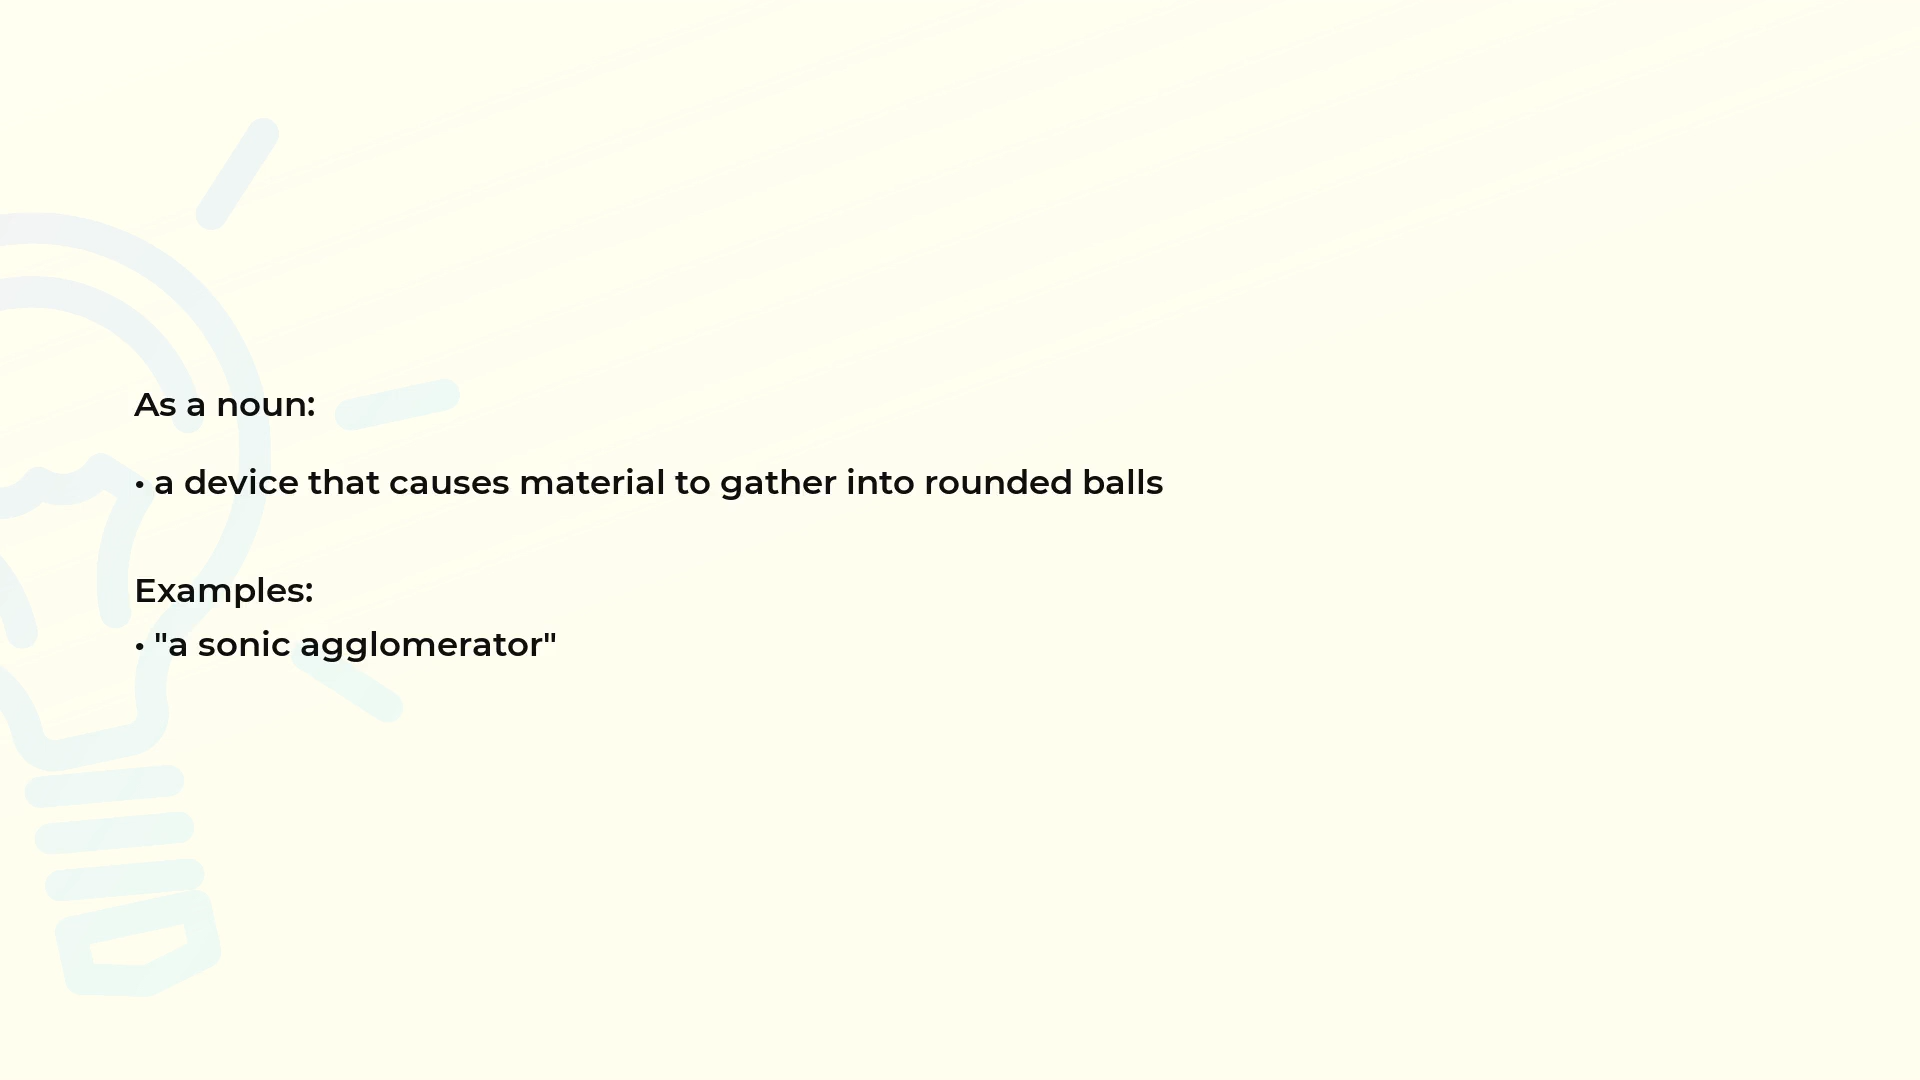 As a noun:
• a device that causes material to gather into rounded balls
Examples:
• "a sonic agglomerator"